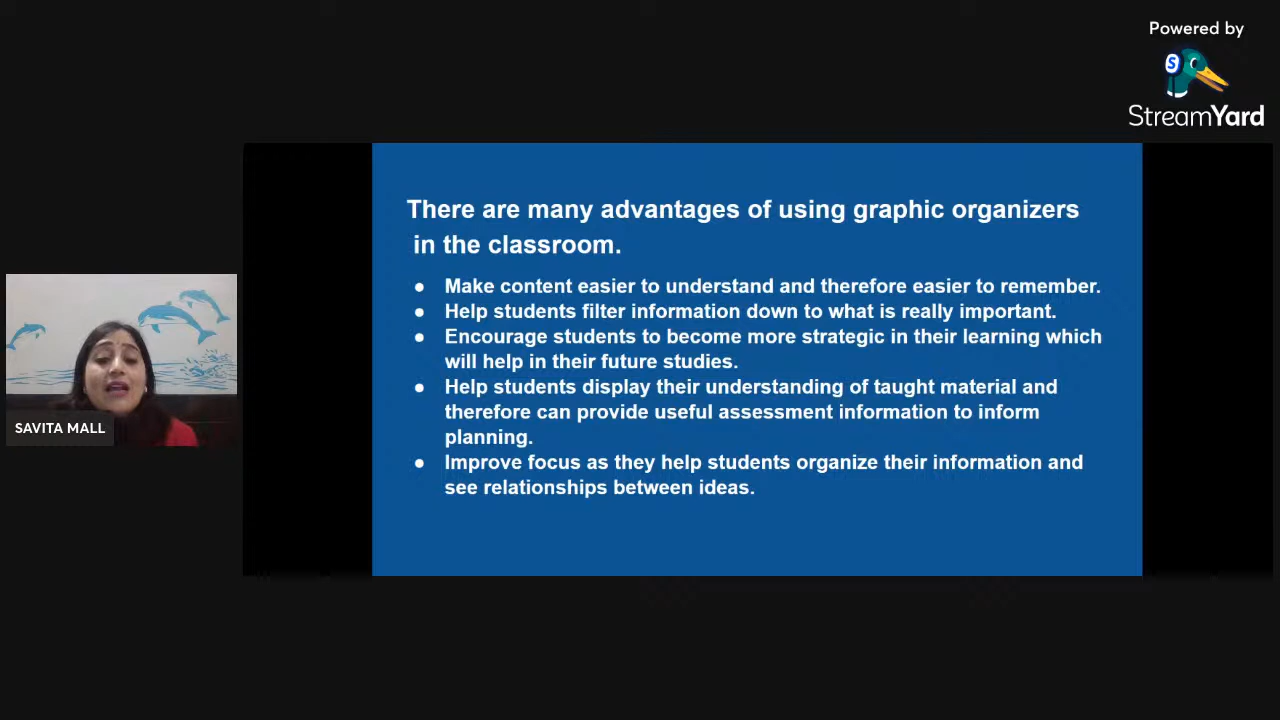 Powered by
S
StreamYard
There are many advantages of using graphic organizers
in the classroom.
● Make content easier to understand and therefore easier to remember.
● Help students filter information down to what is really important.
● Encourage students to become more strategic in their learning which
will help in their future studies.
● Help students display their understanding of taught material and
therefore can provide useful assessment information to inform
planning.
● Improve focus as they help students organize their information and
see relationships between ideas.
SAVITA MALL